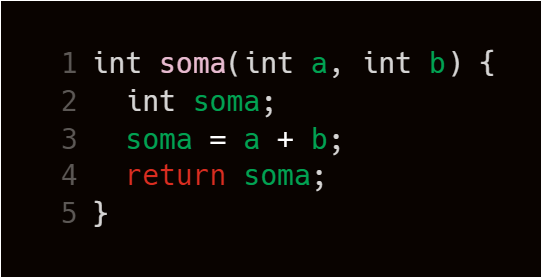 1 int soma(int a, int b) {
2   int soma;
3   soma = a + b;
4   return soma;
5 }